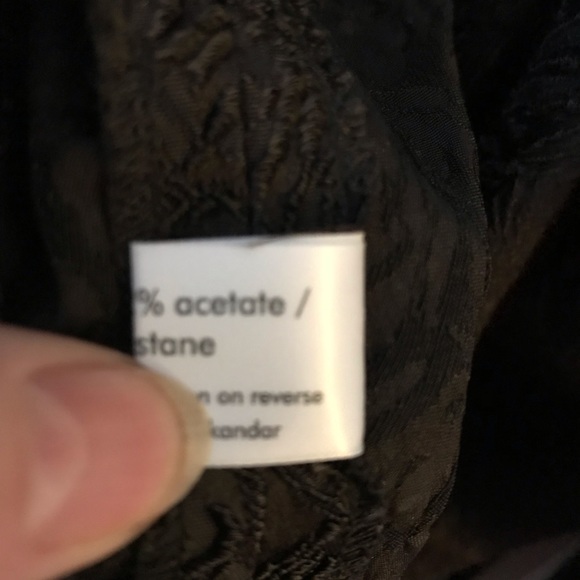 % acetate /
stane
n on reverse
kandar